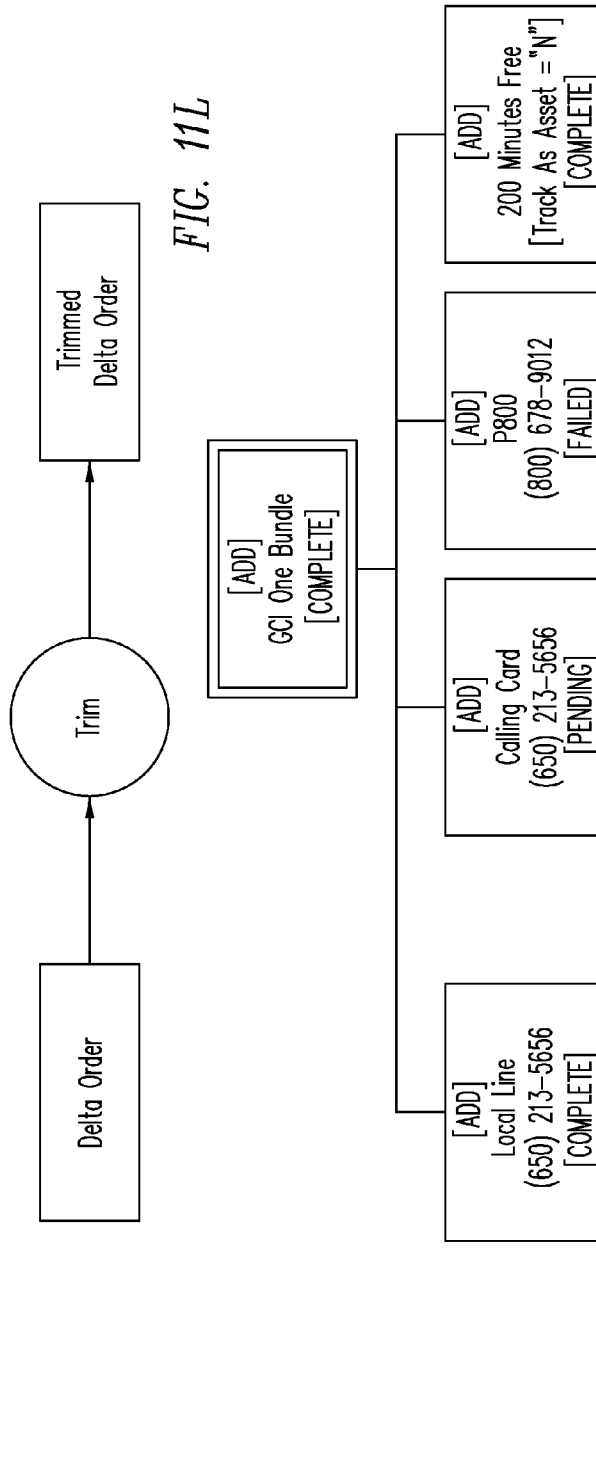 Delta Order
Trim
Trimmed
Delta Order
FIG. 11L
[ADD]
GCI One Bundle
[COMPLETE]
[ADD]
Local Line
(650) 213-5656
[COMPLETE]
[ADD]
Calling Card
(650) 213-5656
[PENDING]
[ADD]
P800
(800) 678-9012
[FAILED]
[ADD]
200 Minutes Free
[Track As Asset ="N"]
[COMPLETE]